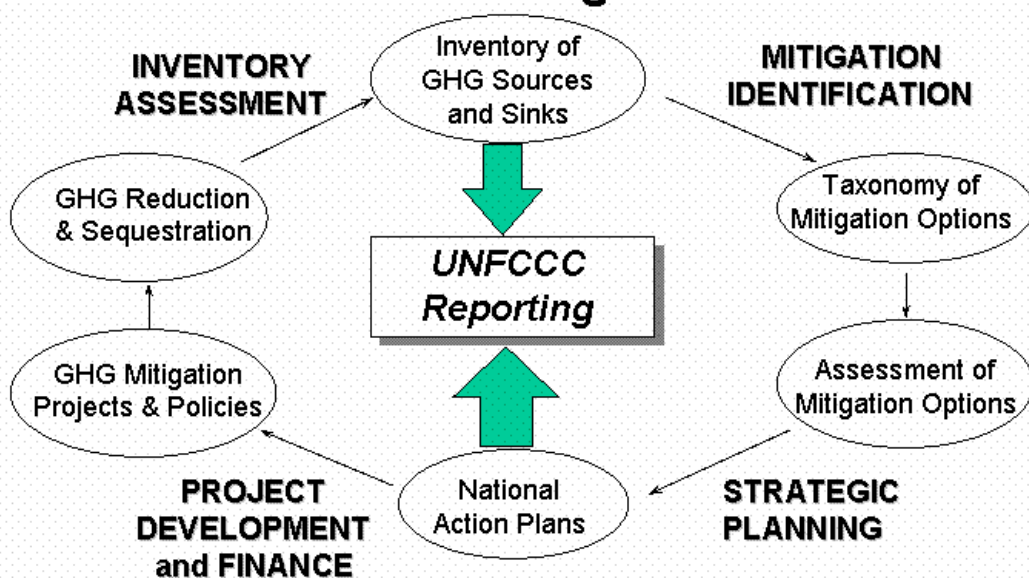 INVENTORY
ASSESSMENT
Inventory of
GHG Sources
and Sinks
MITIGATION
IDENTIFICATION
GHG Reduction
& Sequestration
UNFCCC
Reporting
Taxonomy of
Mitigation Options
GHG Mitigation
Projects & Policies
Assessment of
Mitigation Options
PROJECT
DEVELOPMENT
and FINANCE
National
Action Plans
STRATEGIC
PLANNING